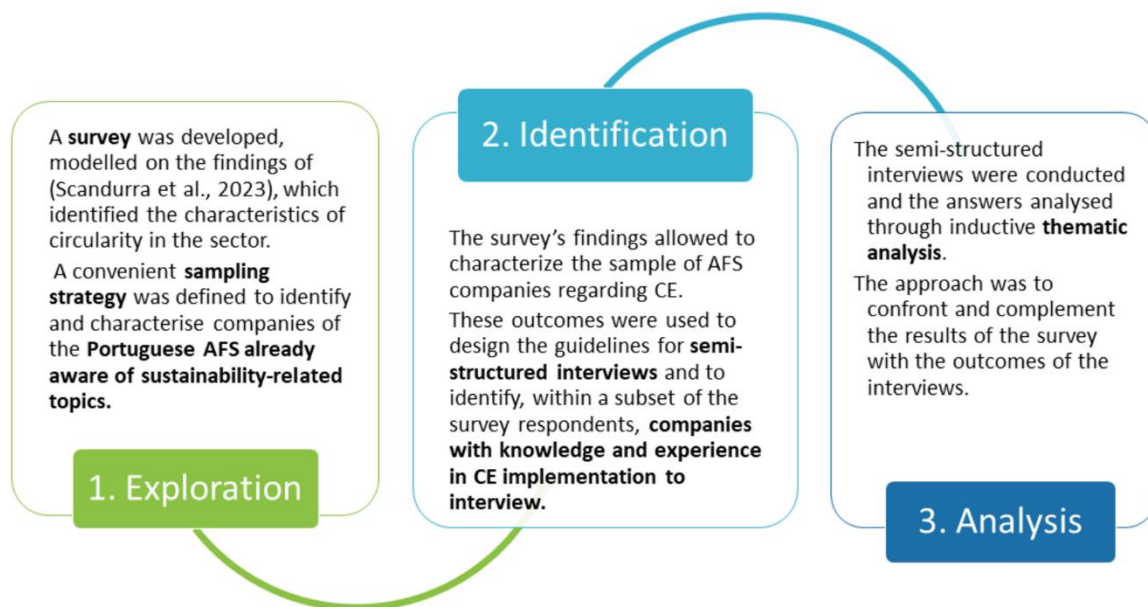 A survey was developed,
modelled on the findings of
(Scandurra et al., 2023), which
identified the characteristics of
circularity in the sector.
A convenient sampling
strategy was defined to identify
and characterise companies of
the Portuguese AFS already
aware of sustainability-related
topics.
1. Exploration
2. Identification
The survey's findings allowed to
characterize the sample of AFS
companies regarding CE.
These outcomes were used to
design the guidelines for semi-
structured interviews and to
identify, within a subset of the
survey respondents, companies
with knowledge and experience
in CE implementation to
interview.
The semi-structured
interviews were conducted
and the answers analysed
through inductive thematic
analysis.
The approach was to
confront and complement
the results of the survey
with the outcomes of the
interviews.
3. Analysis